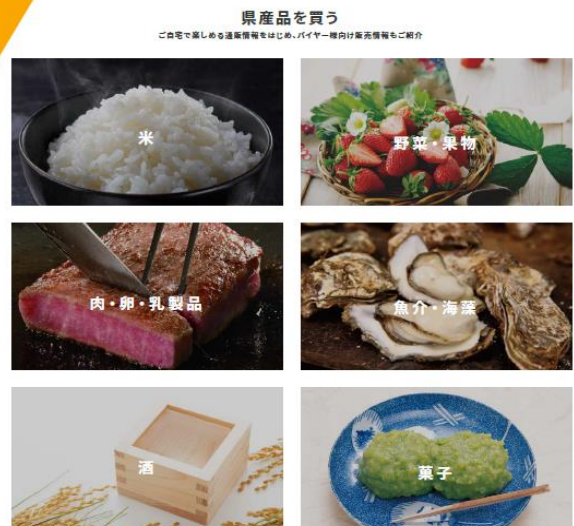 県産品を買う
ご自宅で楽しめる通販情報をはじめ、バイヤー様向け販売情報もご紹介
米
野菜・果物
肉・卵・乳製品
魚介・海藻
酒
菓子